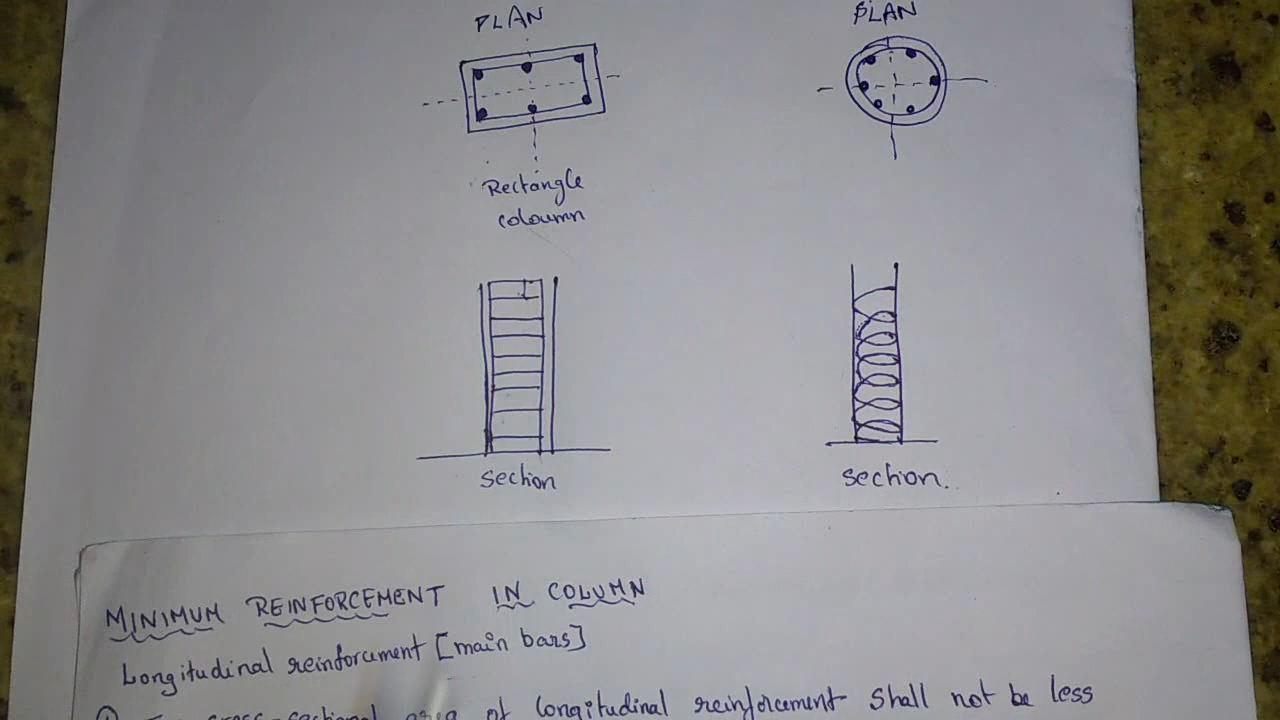 PLAN
PLAN
Rectangle
coloumn
section
section.
MINIMUM REINFORCEMENT IN COLUMN
Longitudinal reinforcement [main bars]
of longitudinal reinforcement shall not be less